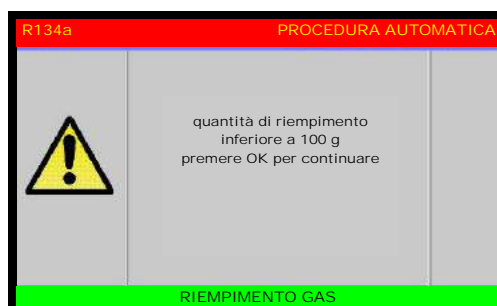 R134a PROCEDURA AUTOMATICA
quantità di riempimento
inferiore a 100 g
premere OK per continuare
RIEMPIMENTO GAS